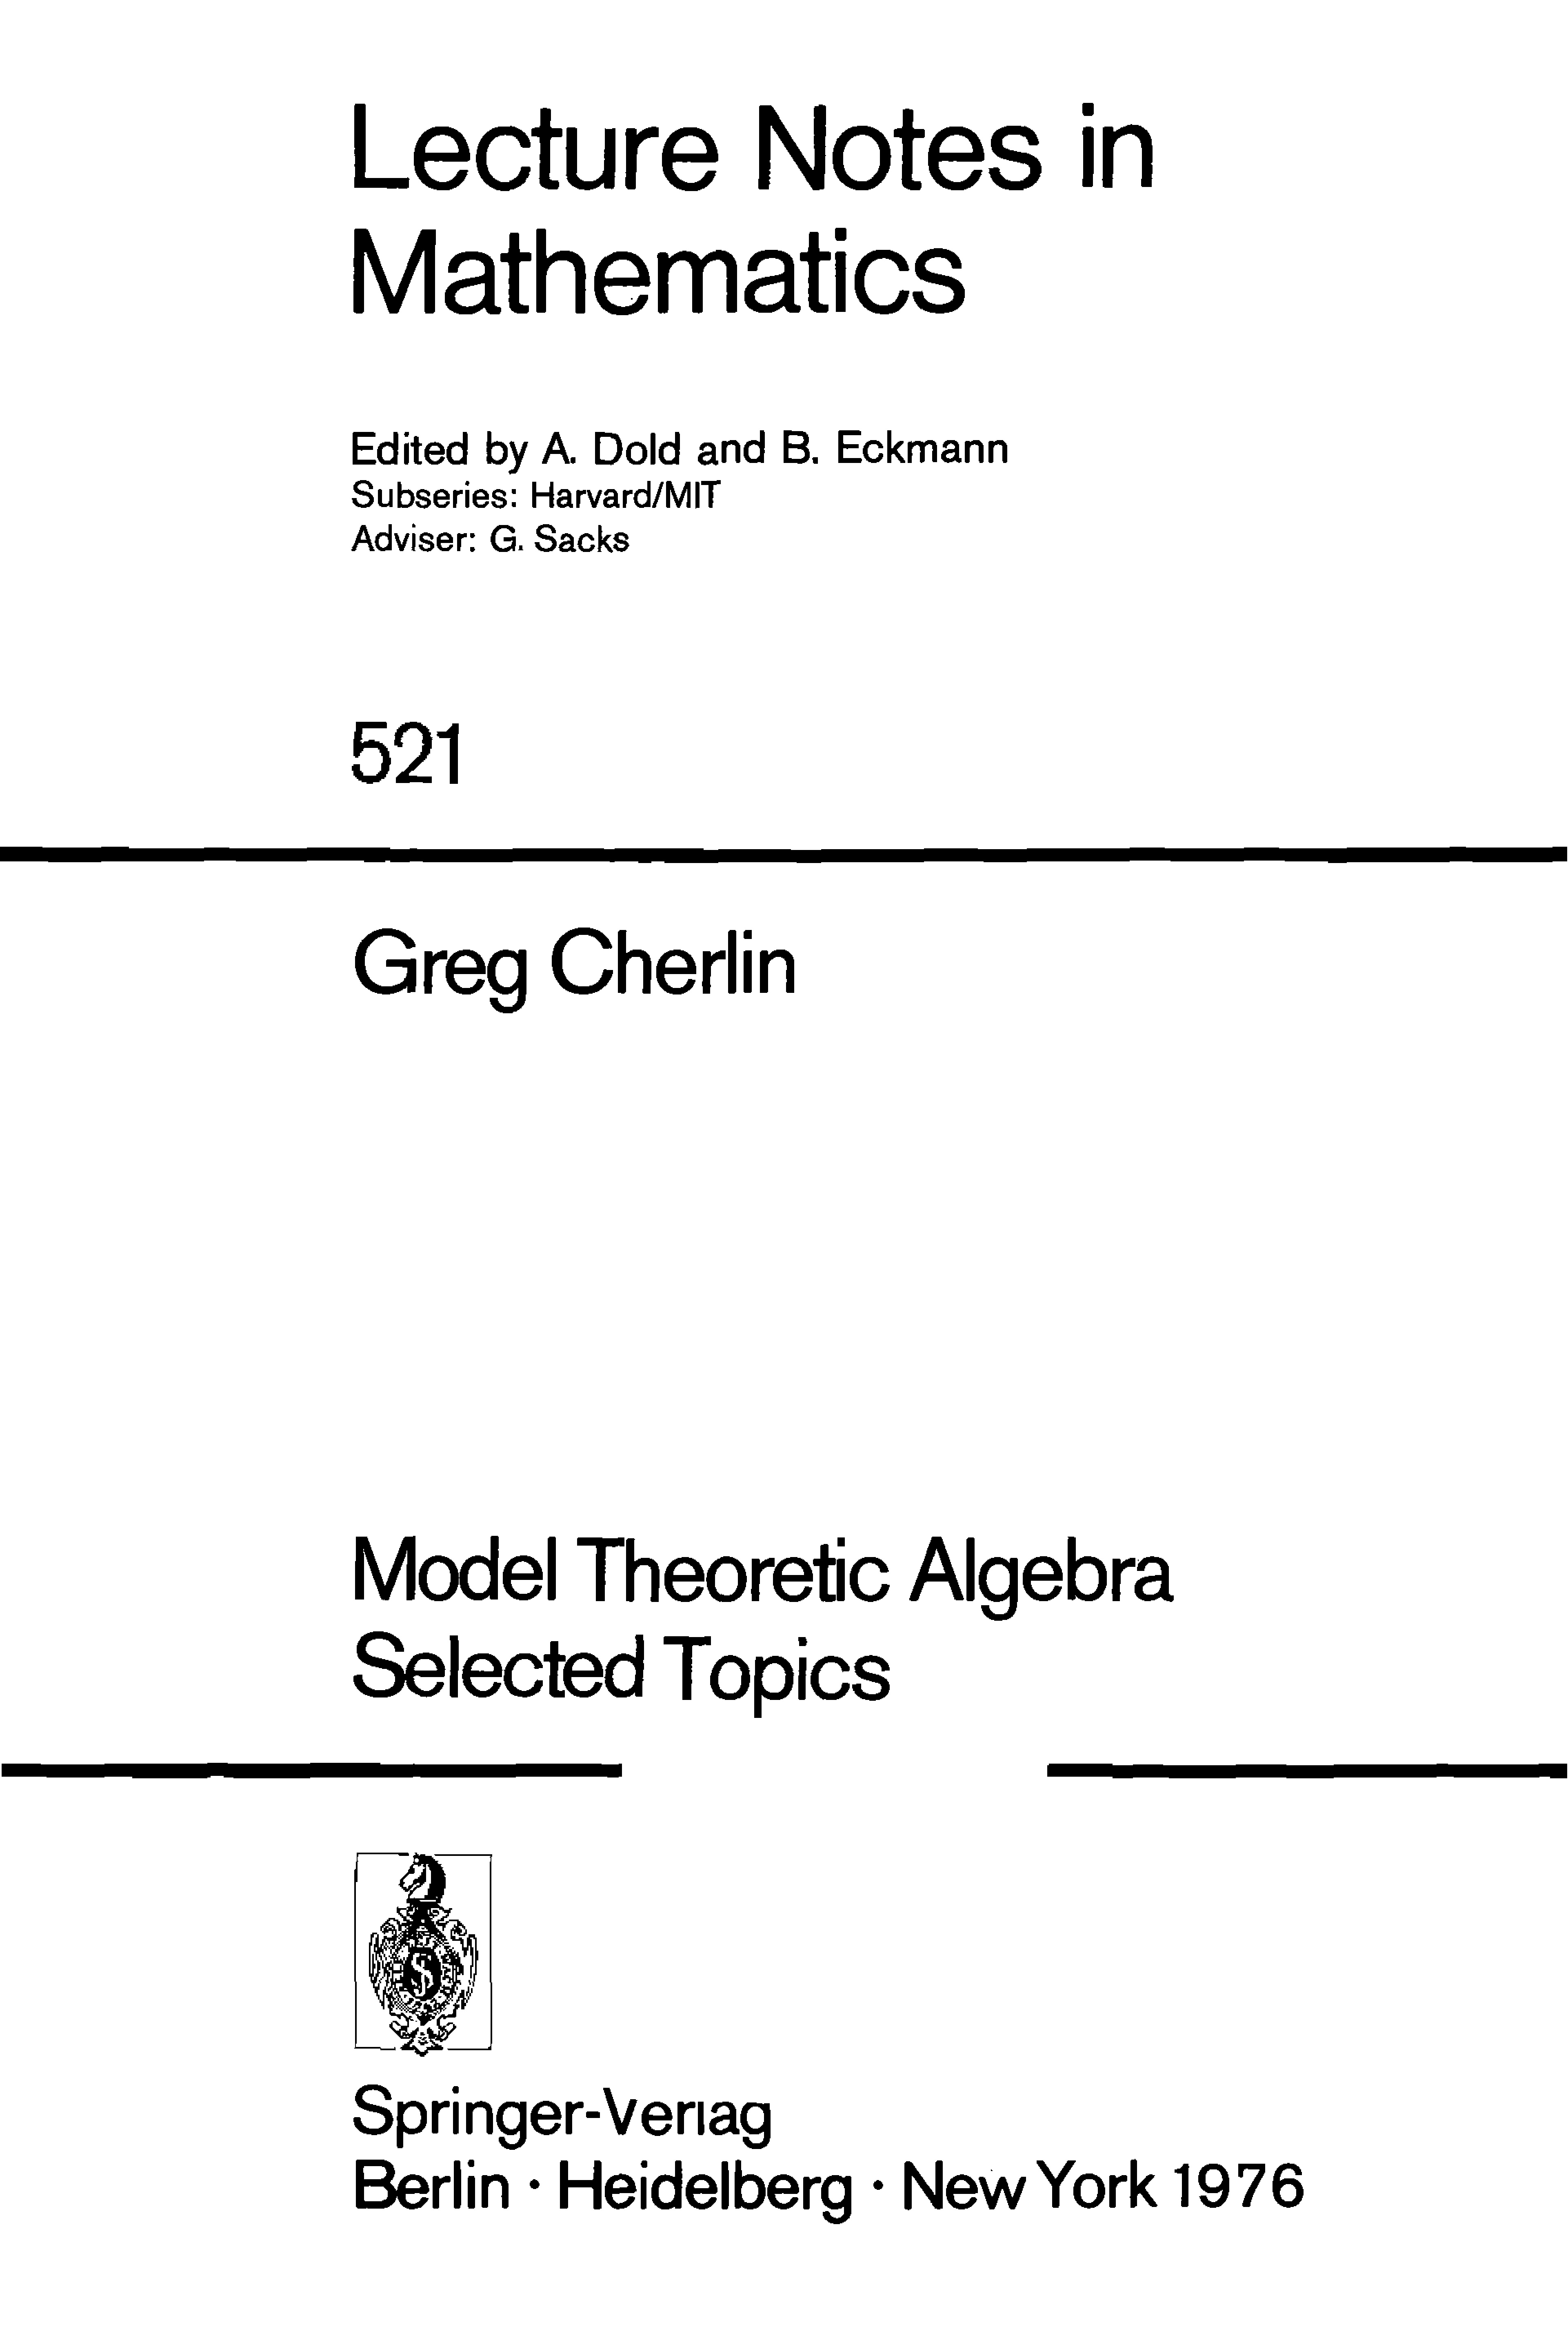 Lecture Notes in
Mathematics
Edited by A. Dold and B. Eckmann
Subseries: Harvard/MIT
Adviser: G. Sacks
521
Greg Cherlin
Model Theoretic Algebra
Selected Topics
Springer-Verlag
Berlin · Heidelberg · New York 1976